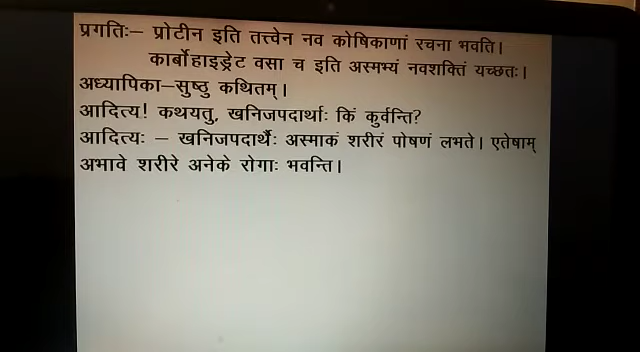 प्रगतिः– प्रोटीन इति तत्त्वेन नव कोषिकाणां रचना भवति।
कार्बोहाइड्रेट वसा च इति अस्मभ्यं नवशक्तिं यच्छतः।
अध्यापिका–सुष्ठु कथितम्।
आदित्य! कथयतु, खनिजपदार्थाः किं कुर्वन्ति?
आदित्यः – खनिजपदार्थैः अस्माकं शरीरं पोषणं लभते। एतेषाम्
अभावे शरीरे अनेके रोगाः भवन्ति।